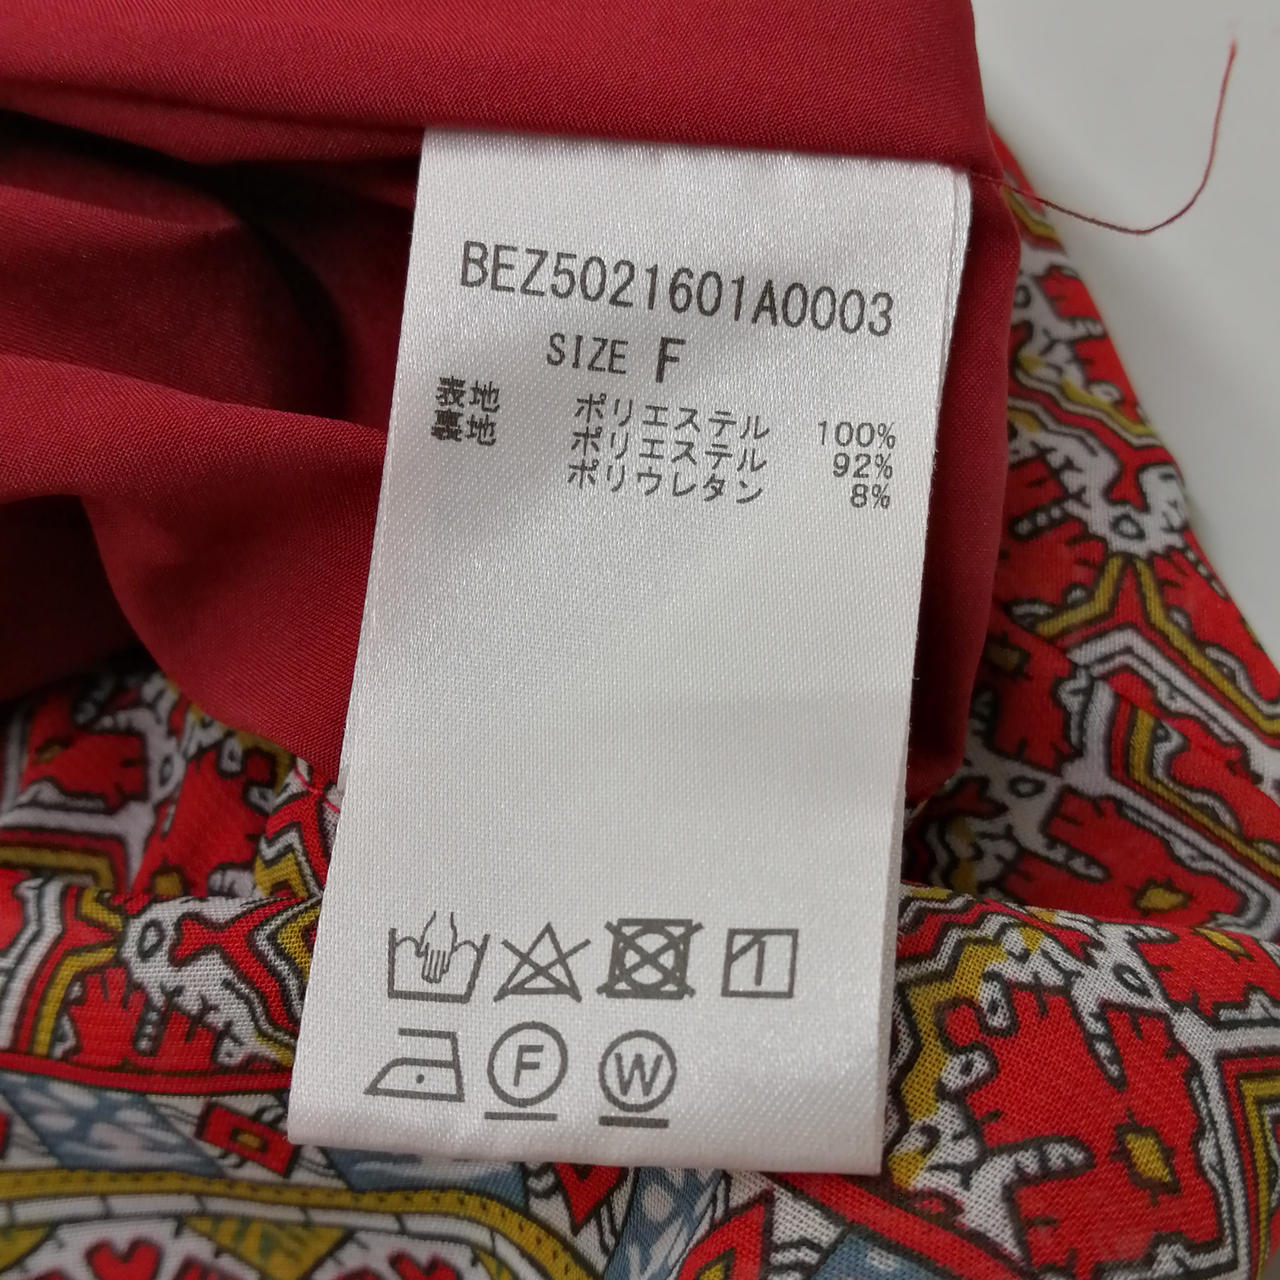 BEZ5021601A0003
SIZE F
表地 ポリエステル 100%
裏地 ポリエステル 92%
ポリウレタン 8%
1
F W